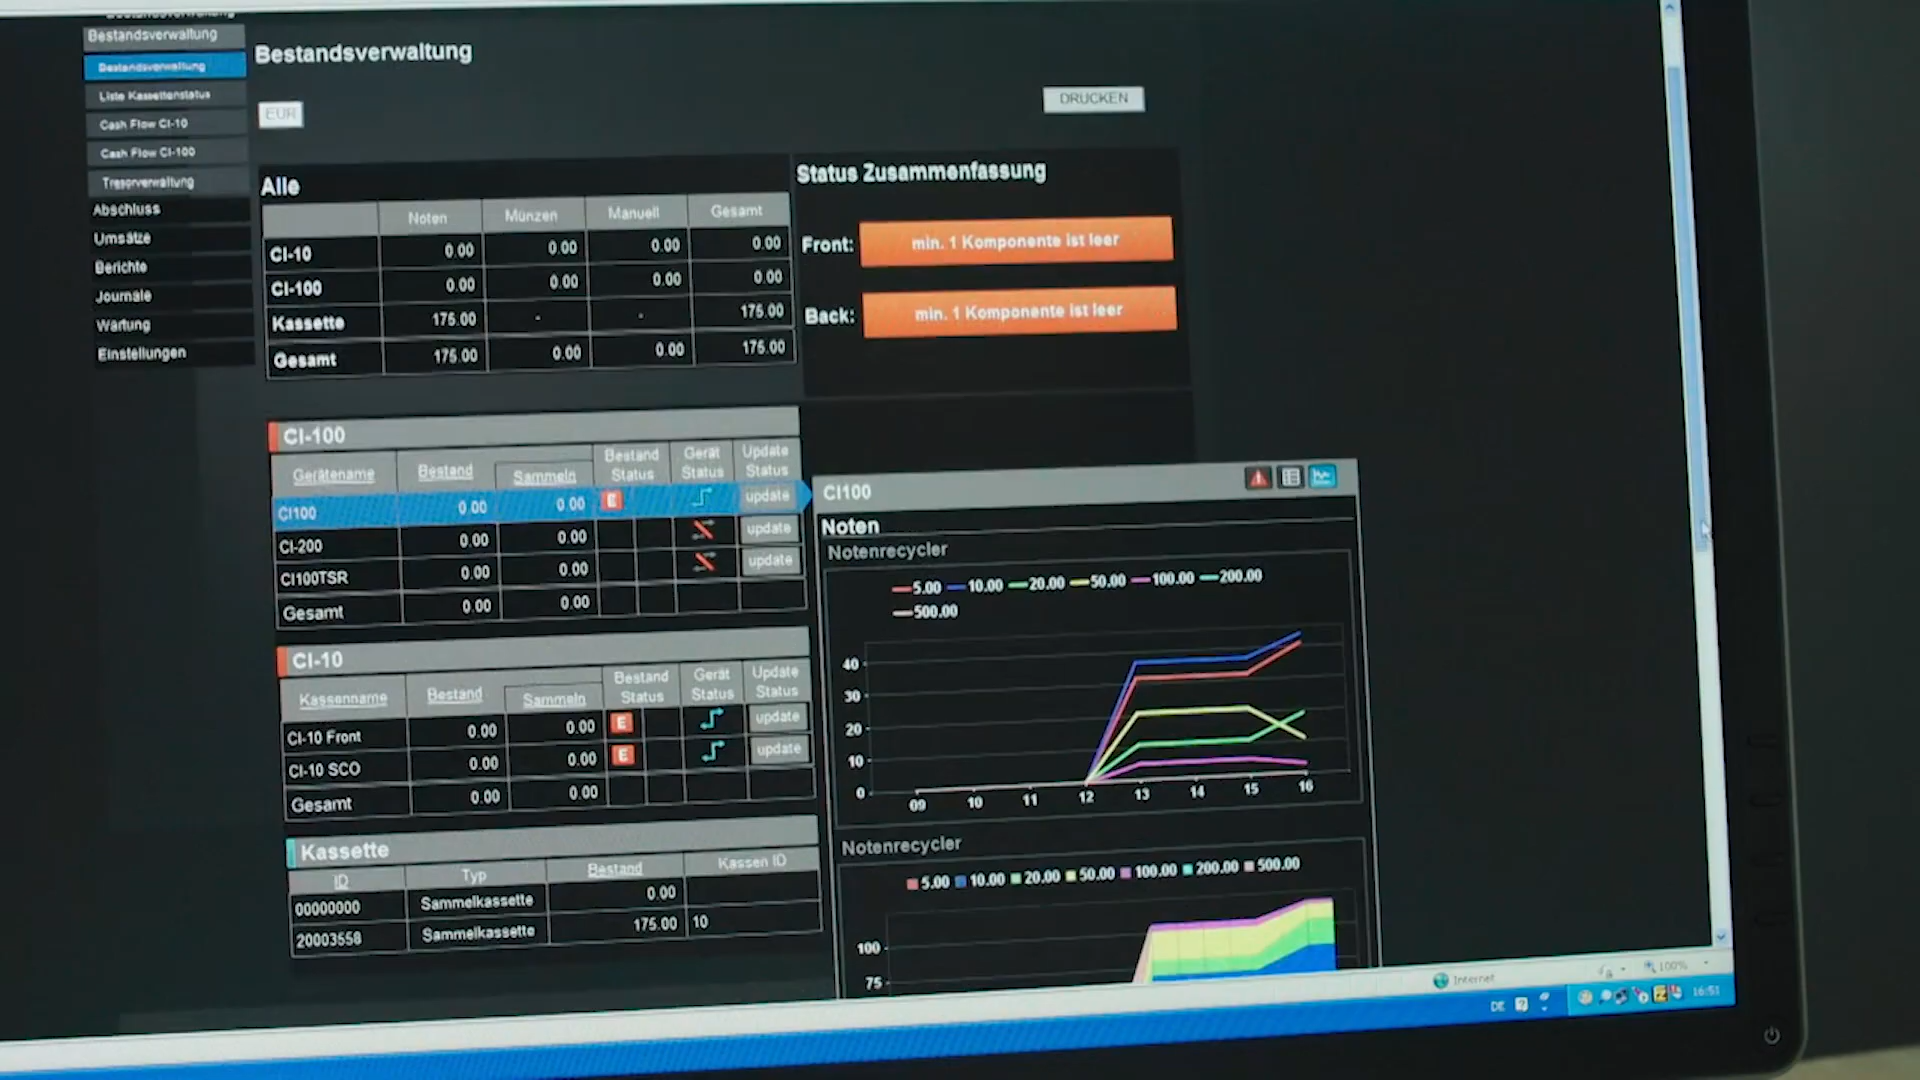 Bestandsverwaltung
Bestandsverwaltung
Bestandsverwaltung
Liste Kassettenstatus
Cash Flow CI-10
Cash Flow CI-100
Tresorverwaltung
Abschluss
Umsätze
Berichte
Journale
Wartung
Einstellungen
Bestandsverwaltung
EUR
DRUCKEN
Alle
Noten Münzen Manuell Gesamt
CI-10 0.00 0.00 0.00 0.00
CI-100 0.00 0.00 0.00 0.00
Kassette 175.00 - - 175.00
Gesamt 175.00 0.00 0.00 175.00
Status Zusammenfassung
Front: min. 1 Komponente ist leer
Back: min. 1 Komponente ist leer
CI-100
Gerätename Bestand Sammeln Bestand Status Gerät Status Update Status
CI100 0.00 0.00 E update
CI-200 0.00 0.00 update
CI100TSR 0.00 0.00 update
Gesamt 0.00 0.00
CI-10
Kassenname Bestand Sammeln Bestand Status Gerät Status Update Status
CI-10 Front 0.00 0.00 E update
CI-10 SCO 0.00 0.00 E update
Gesamt 0.00 0.00
Kassette
ID Typ Bestand Kassen ID
00000000 Sammelkassette 0.00
20003558 Sammelkassette 175.00 10
CI100
Noten
Notenrecycler
5.00 10.00 20.00 50.00 100.00 200.00
500.00
40
30
20
10
0
09 10 11 12 13 14 15 16
Notenrecycler
5.00 10.00 20.00 50.00 100.00 200.00 500.00
100
75
Internet
100%
DE
16:51